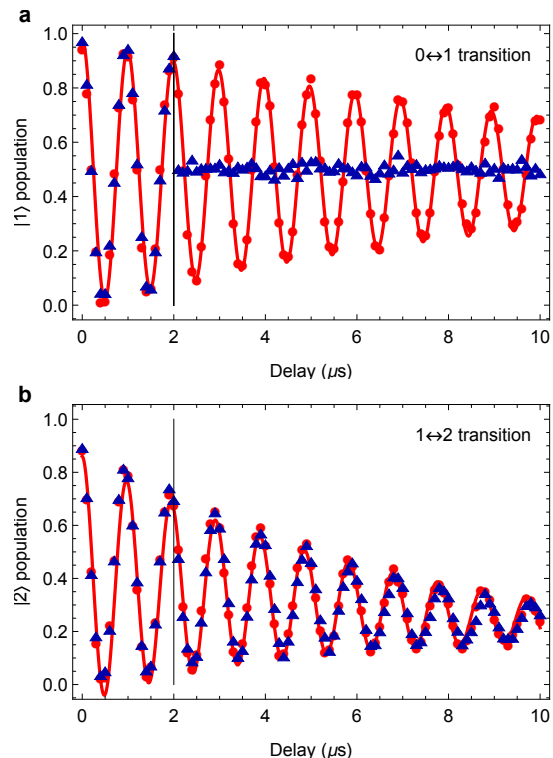 a
0↔1 transition
|1⟩ population
1.0
0.8
0.6
0.4
0.2
0.0
0 2 4 6 8 10
Delay (μs)
b
1↔2 transition
|2⟩ population
1.0
0.8
0.6
0.4
0.2
0.0
0 2 4 6 8 10
Delay (μs)